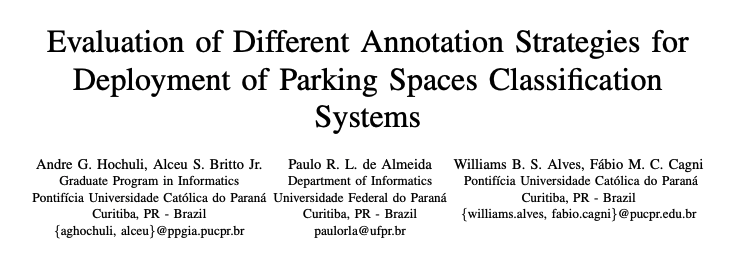 Evaluation of Different Annotation Strategies for
Deployment of Parking Spaces Classification
Systems
Andre G. Hochuli, Alceu S. Britto Jr.
Graduate Program in Informatics
Pontifícia Universidade Católica do Paraná
Curitiba, PR - Brazil
{aghochuli, alceu}@ppgia.pucpr.br
Paulo R. L. de Almeida
Department of Informatics
Universidade Federal do Paraná
Curitiba, PR - Brazil
paulorla@ufpr.br
Williams B. S. Alves, Fábio M. C. Cagni
Pontifícia Universidade Católica do Paraná
Curitiba, PR - Brazil
{williams.alves, fabio.cagni}@pucpr.edu.br